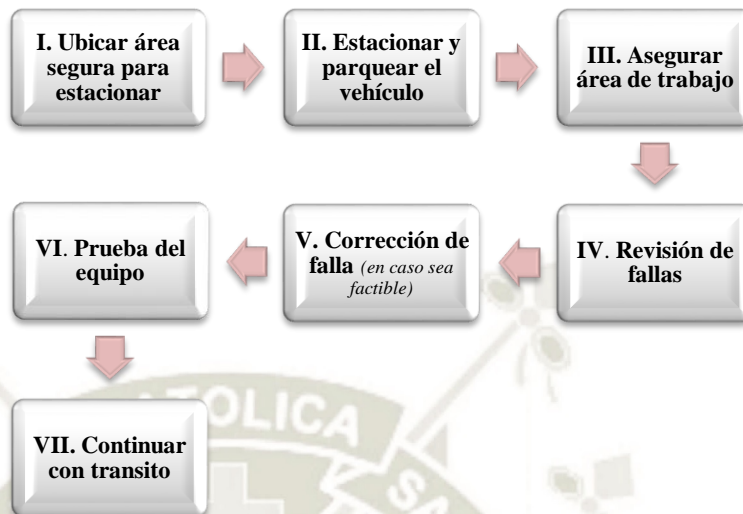 I. Ubicar área
segura para
estacionar
II. Estacionar y
parquear el
vehículo
III. Asegurar
área de trabajo
IV. Revisión de
fallas
V. Corrección de
falla (en caso sea
factible)
VI. Prueba del
equipo
VII. Continuar
con transito